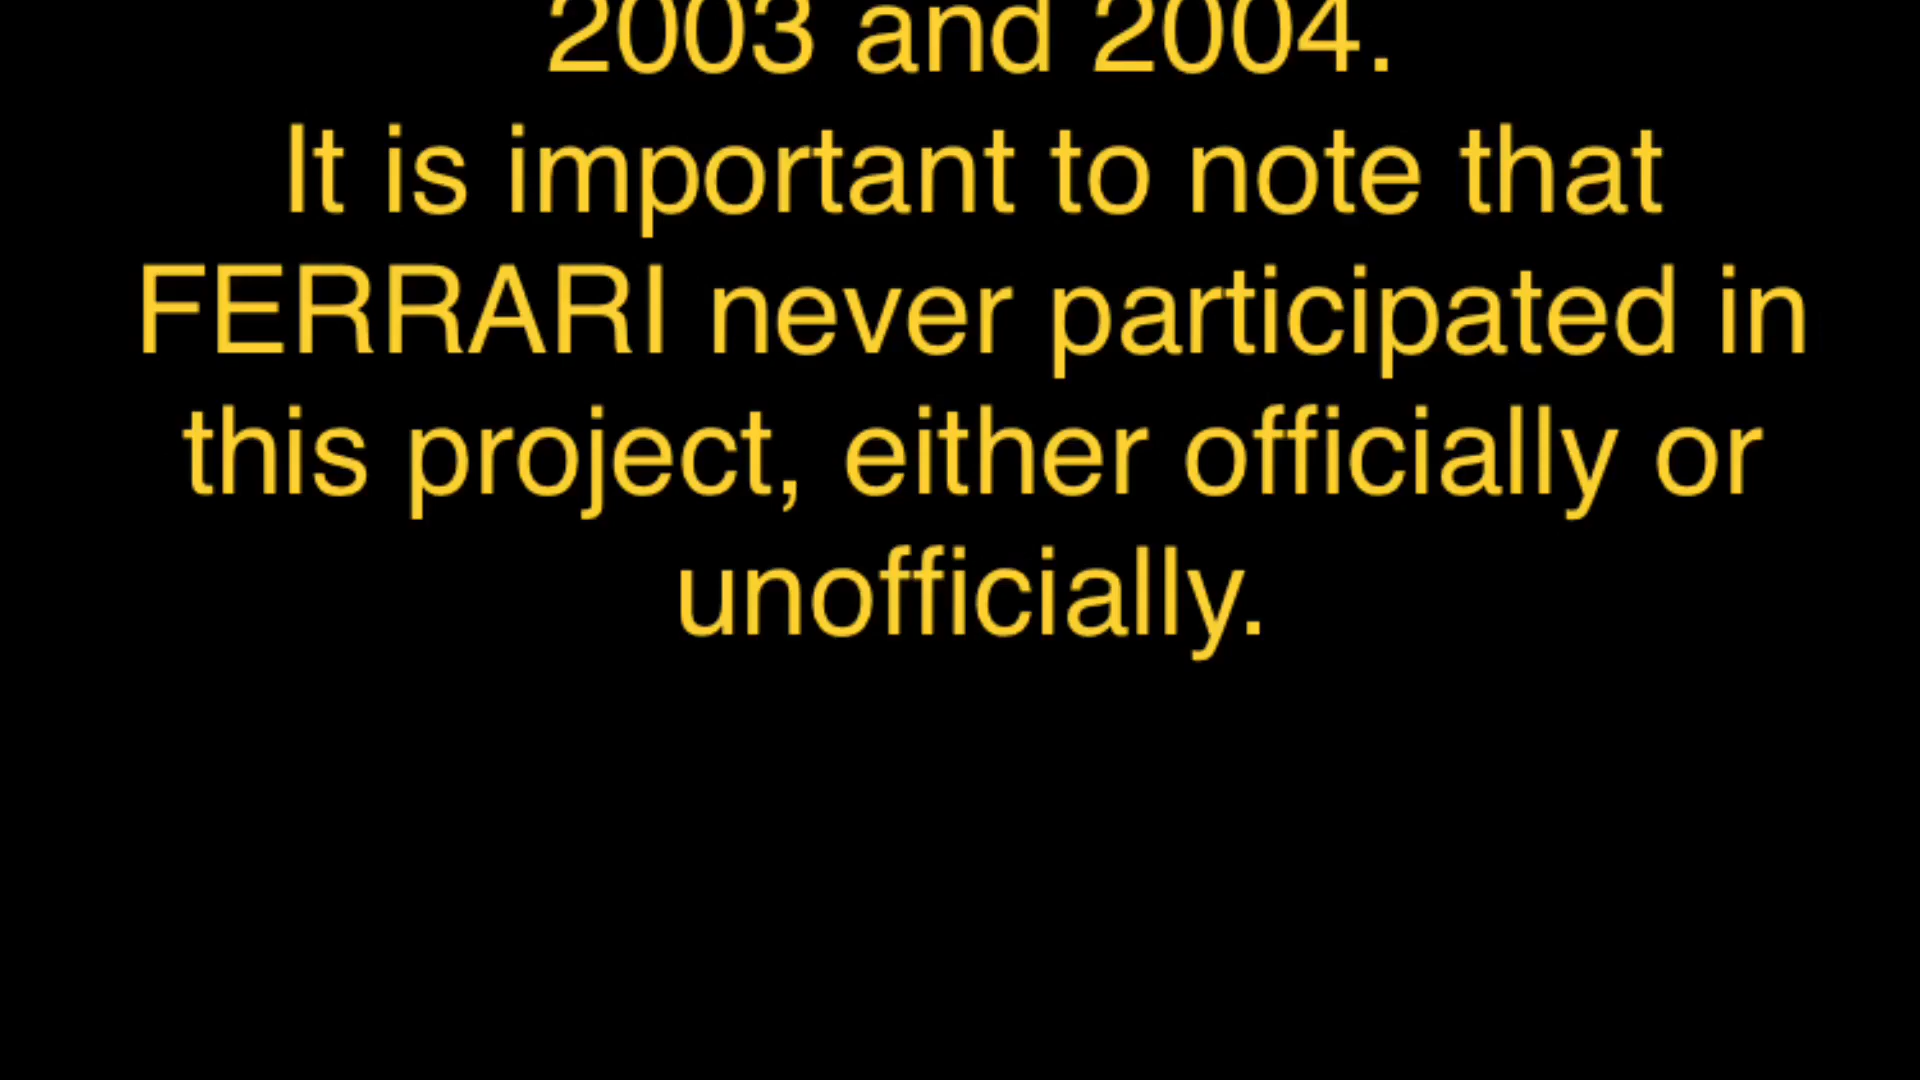 2003 and 2004.
It is important to note that
FERRARI never participated in
this project, either officially or
unofficially.